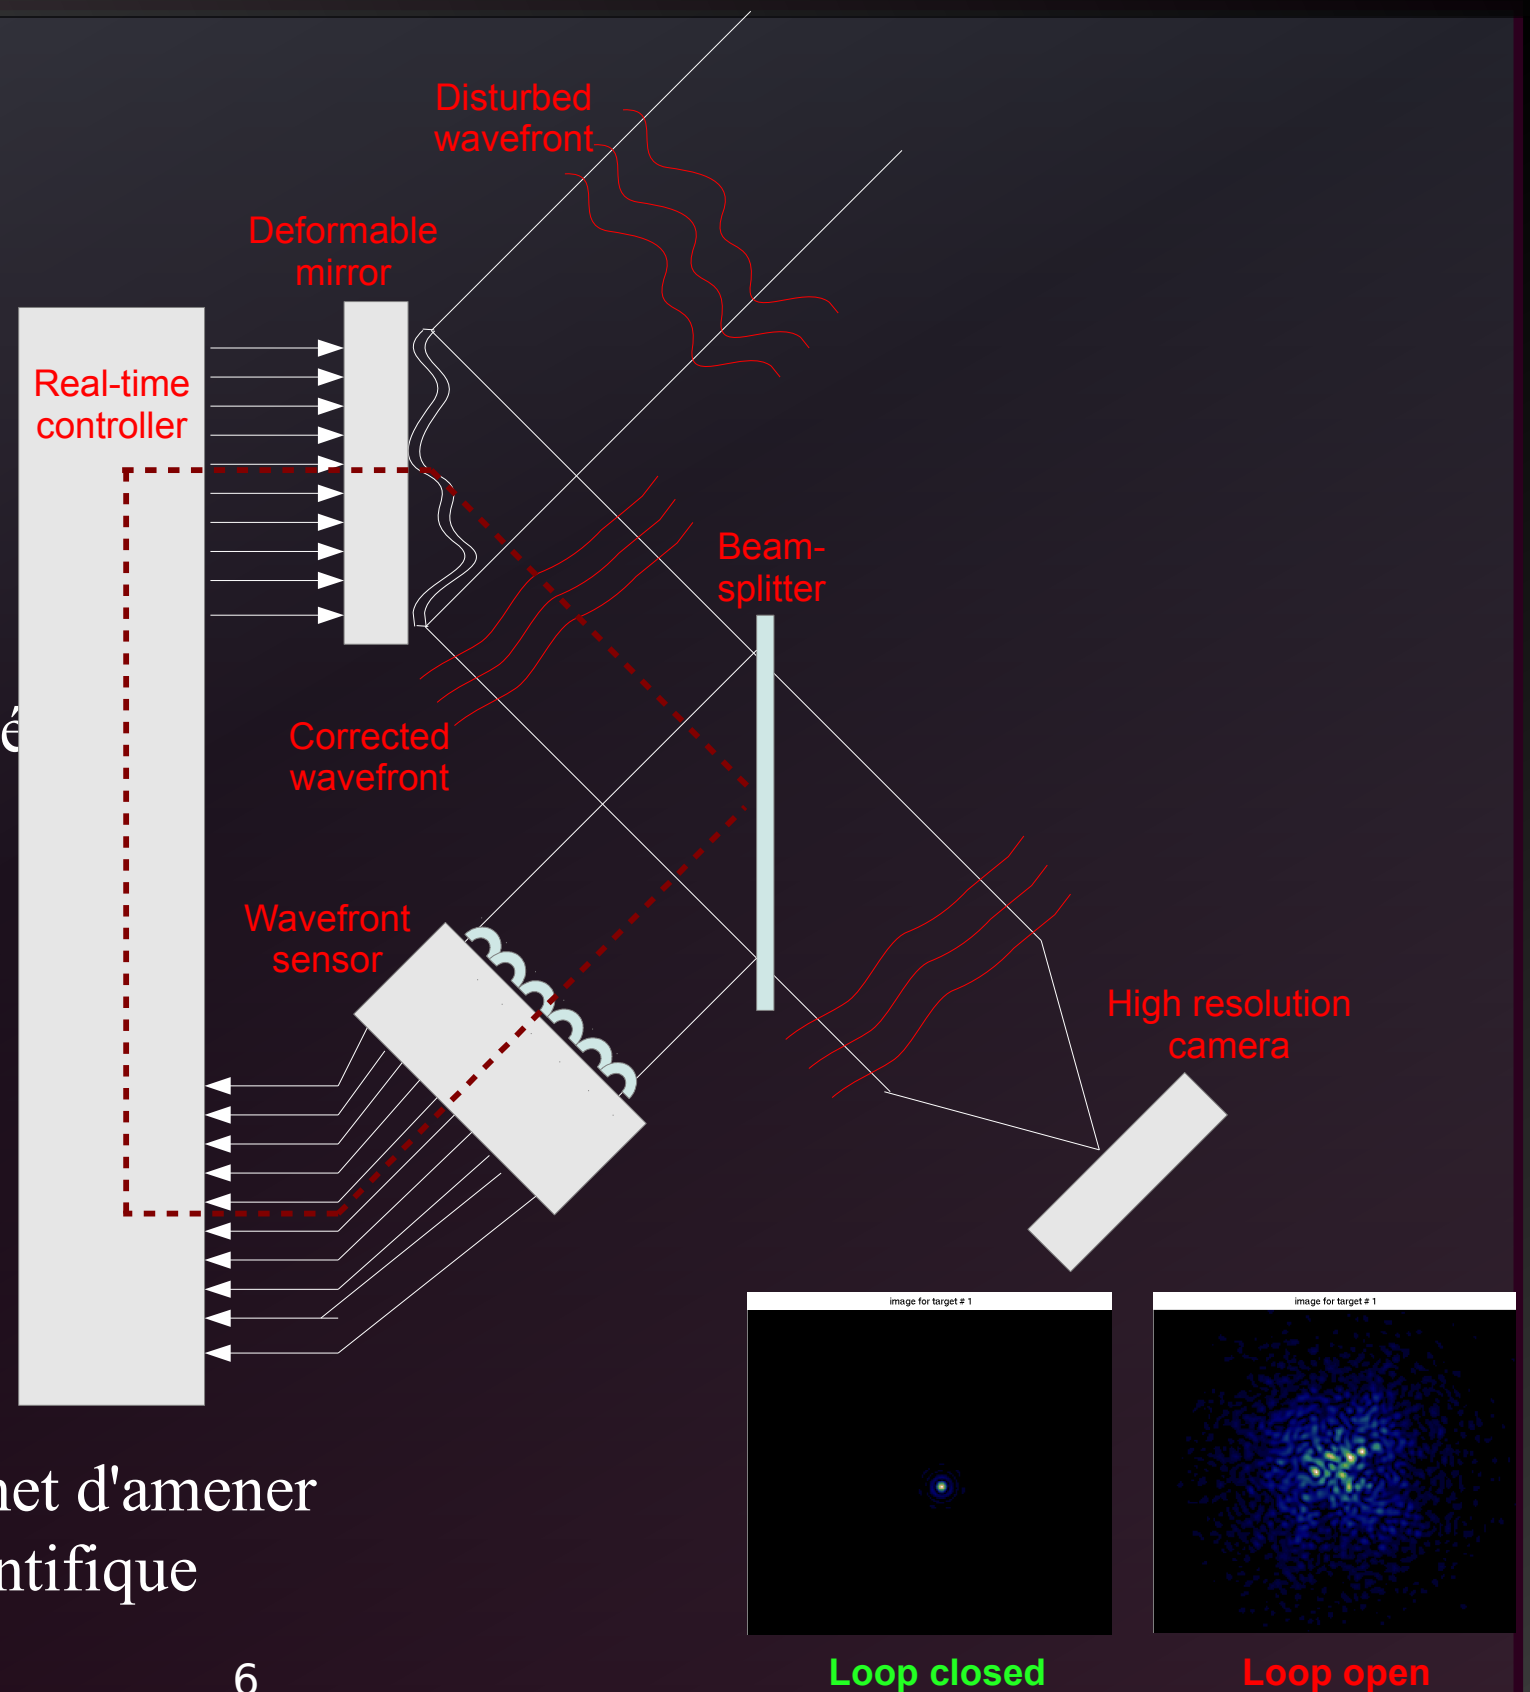 Disturbed
wavefront
Deformable
mirror
Real-time
controller
Beam-
splitter
é
Corrected
wavefront
Wavefront
sensor
High resolution
camera
image for target # 1
image for target # 1
net d'amener
ntifique
Loop closed
Loop open
6